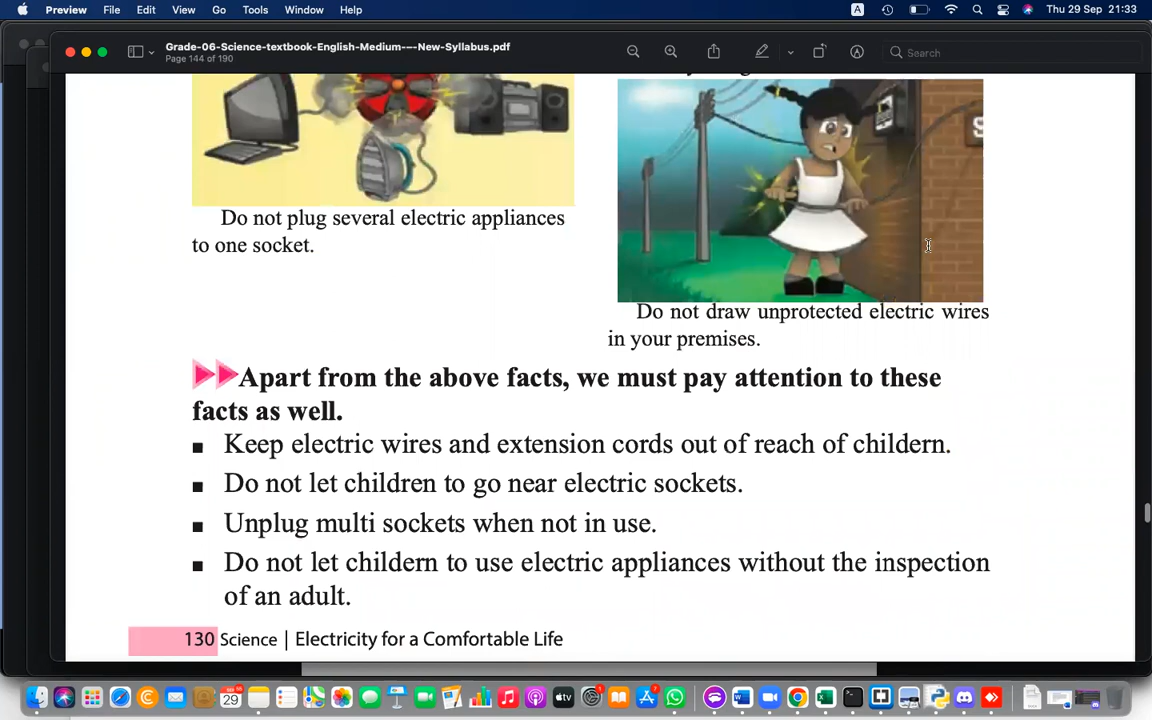 Preview File Edit View Go Tools Window Help A Thu 29 Sep 21:33
Grade-06-Science-textbook-English-Medium-–-New-Syllabus.pdf
Page 144 of 190
Search
S
Do not plug several electric appliances
to one socket.
Do not draw unprotected electric wires
in your premises.
Apart from the above facts, we must pay attention to these
facts as well.
Keep electric wires and extension cords out of reach of childern.
Do not let children to go near electric sockets.
Unplug multi sockets when not in use.
Do not let childern to use electric appliances without the inspection
of an adult.
130 Science | Electricity for a Comfortable Life